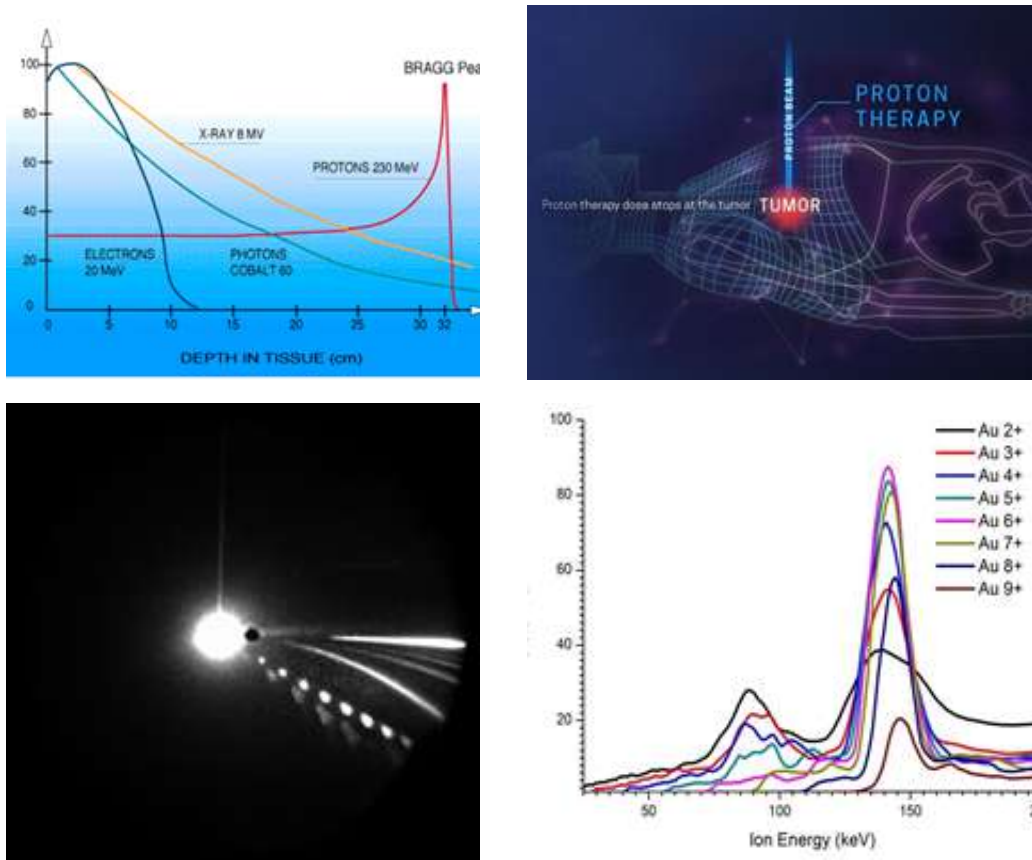 100
80
60
40
20
0
BRAGG Pea
X-RAY 8 MV
PROTONS 230 MeV
ELECTRONS
20 MeV
PHOTONS
COBALT 60
0 5 10 15 20 25 30 32
DEPTH IN TISSUE (cm)
PROTON BEAM
PROTON
THERAPY
Proton therapy dose stops at the tumor
TUMOR
100
80
60
40
20
Au 2+
Au 3+
Au 4+
Au 5+
Au 6+
Au 7+
Au 8+
Au 9+
50 100 150
Ion Energy (keV)